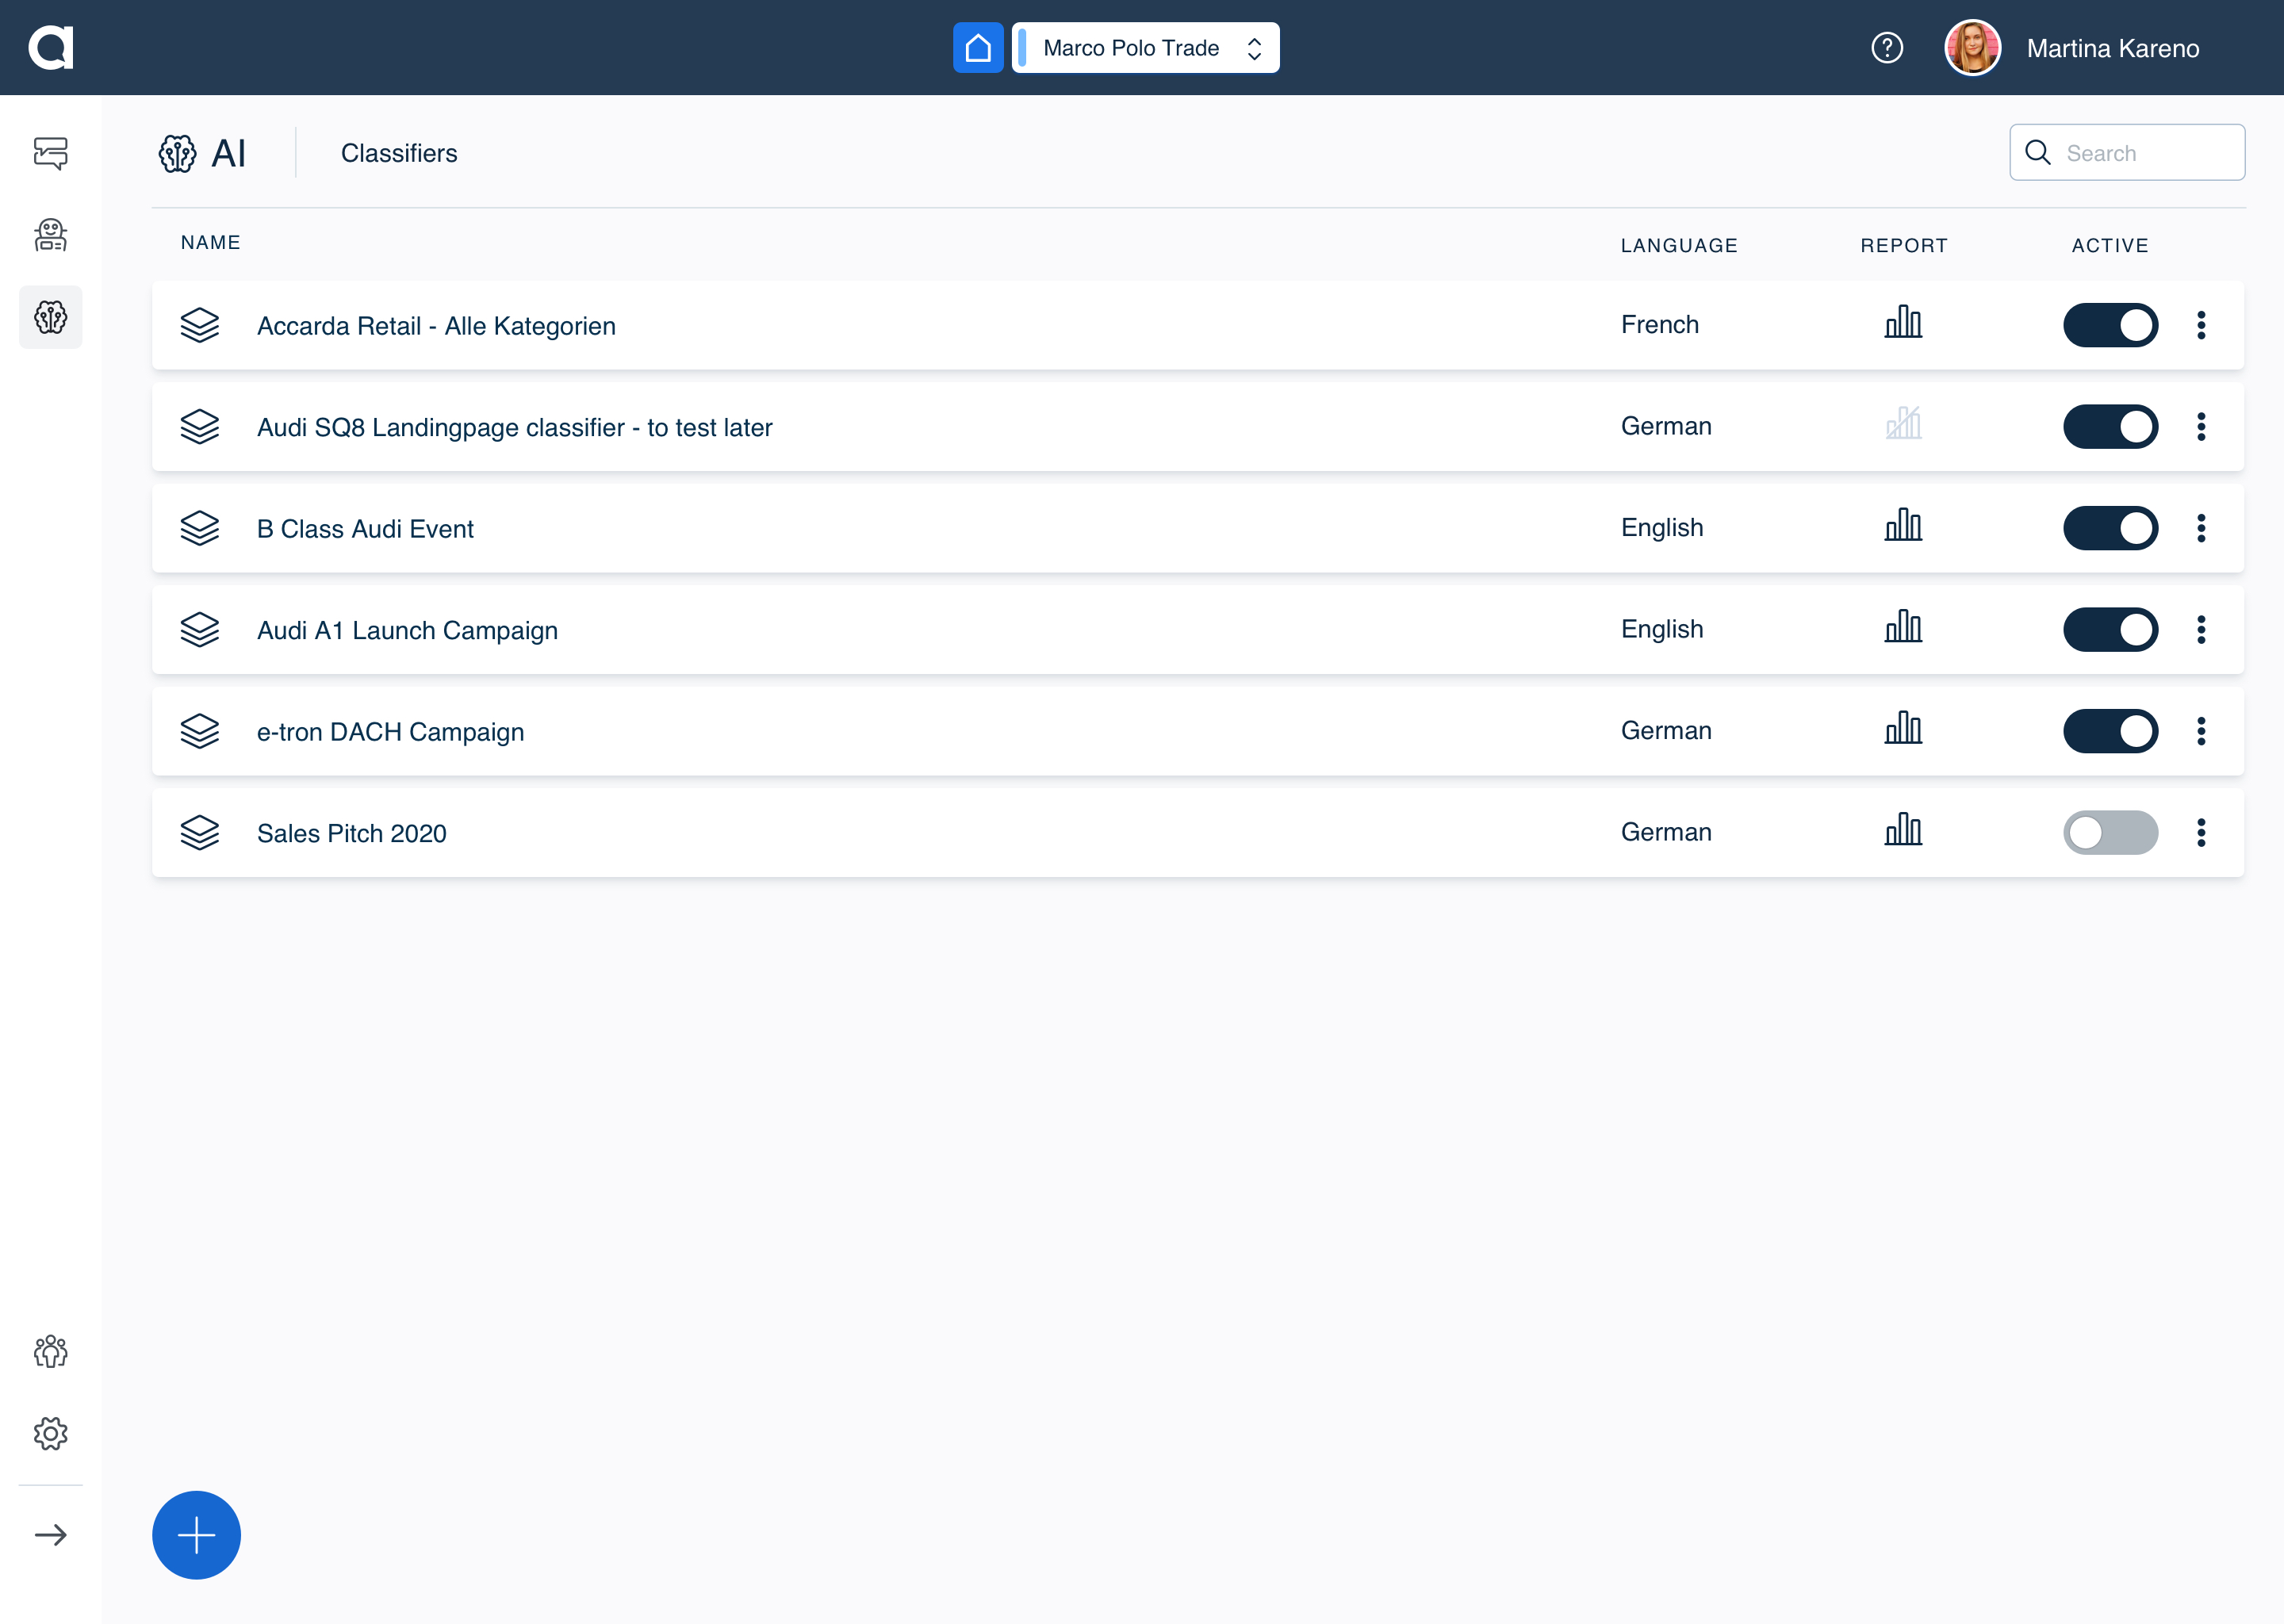 Marco Polo Trade
Martina Kareno
AI
Classifiers
Search
NAME LANGUAGE REPORT ACTIVE
Accarda Retail - Alle Kategorien French
Audi SQ8 Landingpage classifier - to test later German
B Class Audi Event English
Audi A1 Launch Campaign English
e-tron DACH Campaign German
Sales Pitch 2020 German